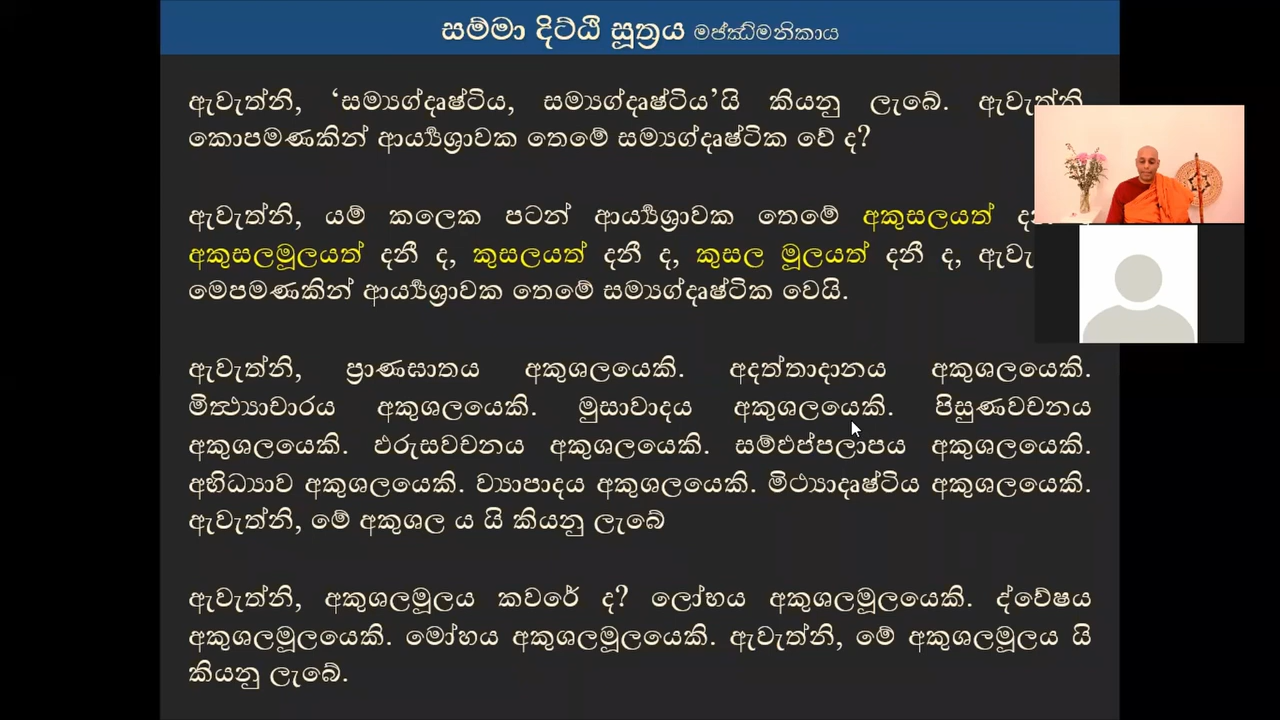 සම්මා දිට්ඨි සූත්‍රය මජ්ඣිමනිකාය
ඇවැත්නි, ‘සම්‍යග්දෘෂ්ටිය, සම්‍යග්දෘෂ්ටිය’යි කියනු ලැබේ. ඇවැත්නි,
කොපමණකින් ආර්‍ය්‍යශ්‍රාවක තෙමේ සම්‍යග්දෘෂ්ටික වේ ද?
ඇවැත්නි, යම් කලෙක පටන් ආර්‍ය්‍යශ්‍රාවක තෙමේ අකුසලයත්
අකුසලමූලයත් දනී ද, කුසලයත් දනී ද, කුසල මූලයත් දනී ද,
මෙපමණකින් ආර්‍ය්‍යශ්‍රාවක තෙමේ සම්‍යග්දෘෂ්ටික වෙයි.
ඇවැත්නි, ප්‍රාණඝාතය අකුශලයෙකි. අදත්තාදානය අකුශලයෙකි.
මිත්‍ථ්‍යාචාරය අකුශලයෙකි. මුසාවාදය අකුශලයෙකි. පිසුණවචනය
අකුශලයෙකි. ඵරුසවචනය අකුශලයෙකි. සම්ඵප්පලාපය අකුශලයෙකි.
අභිධ්‍යාව අකුශලයෙකි. ව්‍යාපාදය අකුශලයෙකි. මිථ්‍යාදෘෂ්ටිය අකුශලයෙකි.
ඇවැත්නි, මේ අකුශල ය යි කියනු ලැබේ
ඇවැත්නි, අකුශලමූලය කවරේ ද? ලෝභය අකුශලමූලයෙකි. ද්වේෂය
අකුශලමූලයෙකි. මෝහය අකුශලමූලයෙකි. ඇවැත්නි, මේ අකුශලමූලය යි
කියනු ලැබේ.